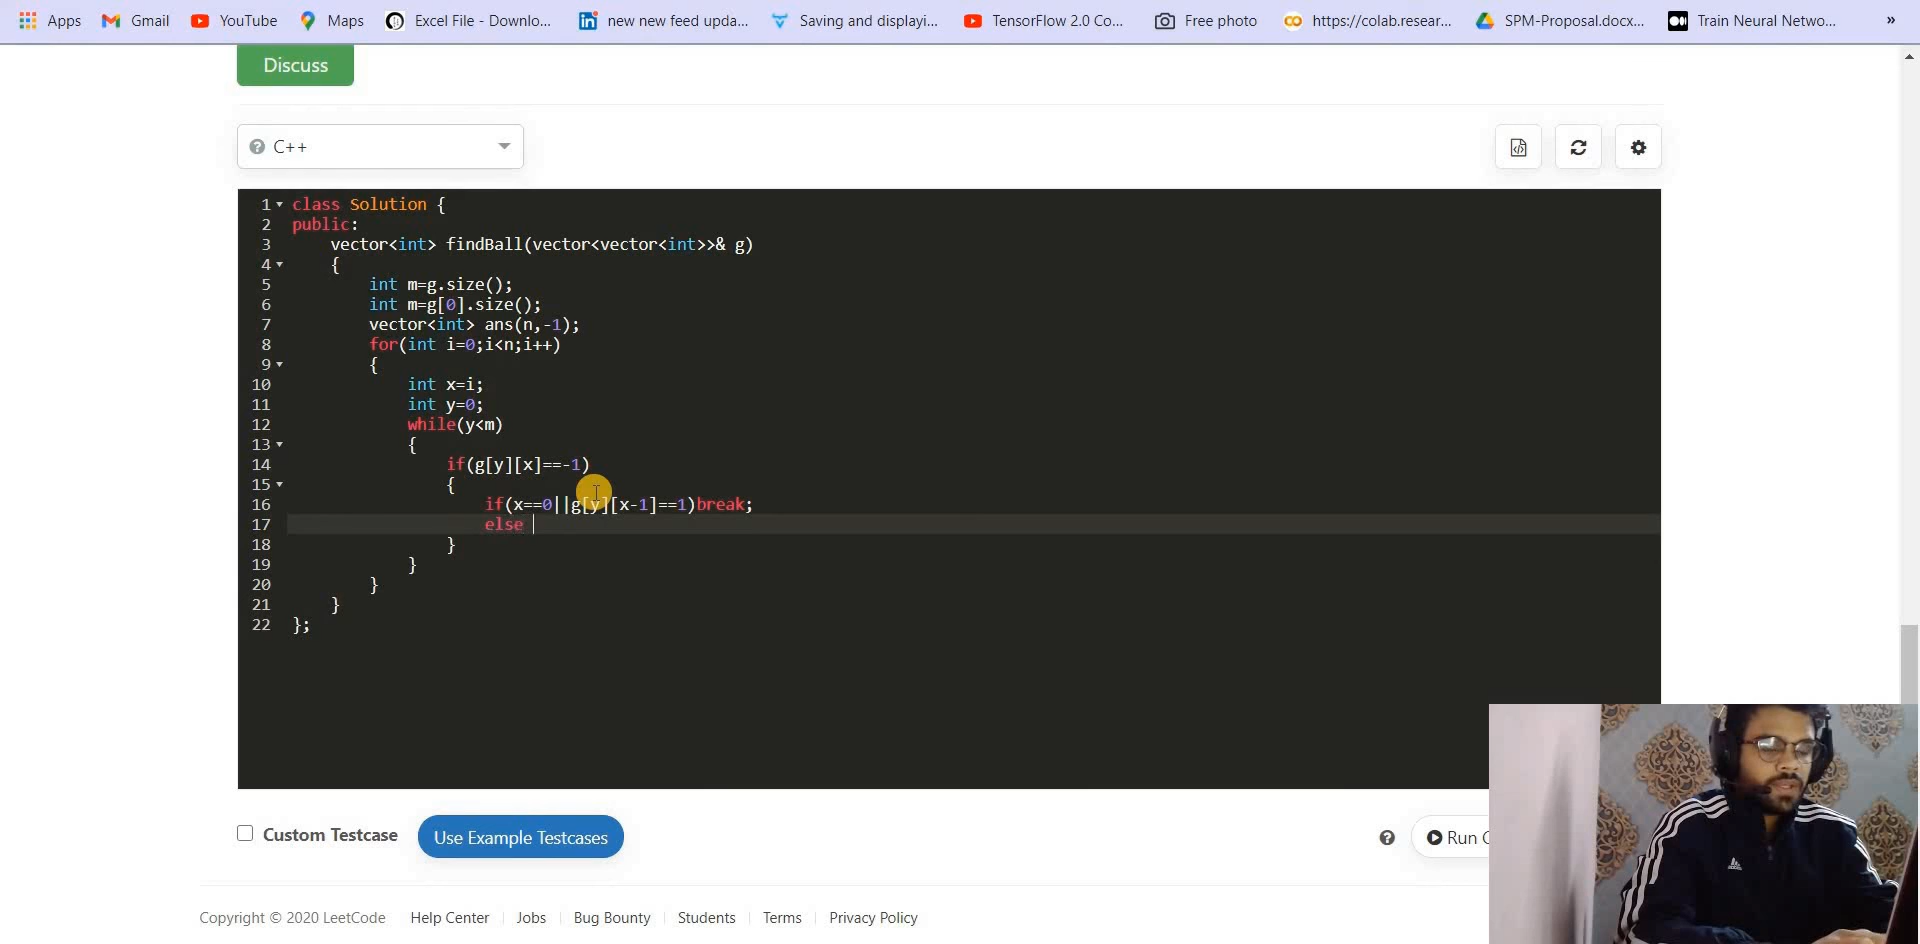 Apps Gmail YouTube Maps Excel File - Downlo... new new feed upda... Saving and displayi... TensorFlow 2.0 Co... Free photo https://colab.resear... SPM-Proposal.docx... Train Neural Netwo... »
Discuss
C++
1 class Solution {
2 public:
3 vector<int> findBall(vector<vector<int>>& g)
4 {
5 int m=g.size();
6 int m=g[0].size();
7 vector<int> ans(n,-1);
8 for(int i=0;i<n;i++)
9 {
10 int x=i;
11 int y=0;
12 while(y<m)
13 {
14 if(g[y][x]==-1)
15 {
16 if(x==0||g[y][x-1]==1)break;
17 else
18 }
19 }
20 }
21 }
22 };
Custom Testcase Use Example Testcases Run
Copyright © 2020 LeetCode Help Center Jobs Bug Bounty Students Terms Privacy Policy